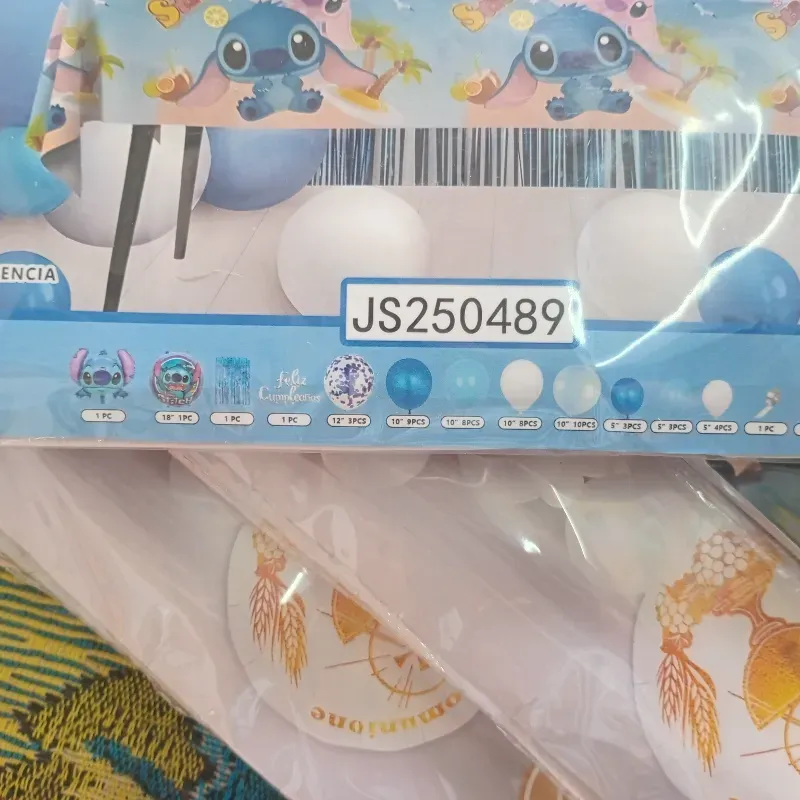 ENCIA
JS250489
Feliz
Cumpleaños
1 PC
18" 1PC
1 PC
1 PC
12" 3PCS
10" 9PCS
10" 8PCS
10" 8PCS
10" 10PCS
5" 3PCS
5" 3PCS
5" 4PCS
1 PC
omunione